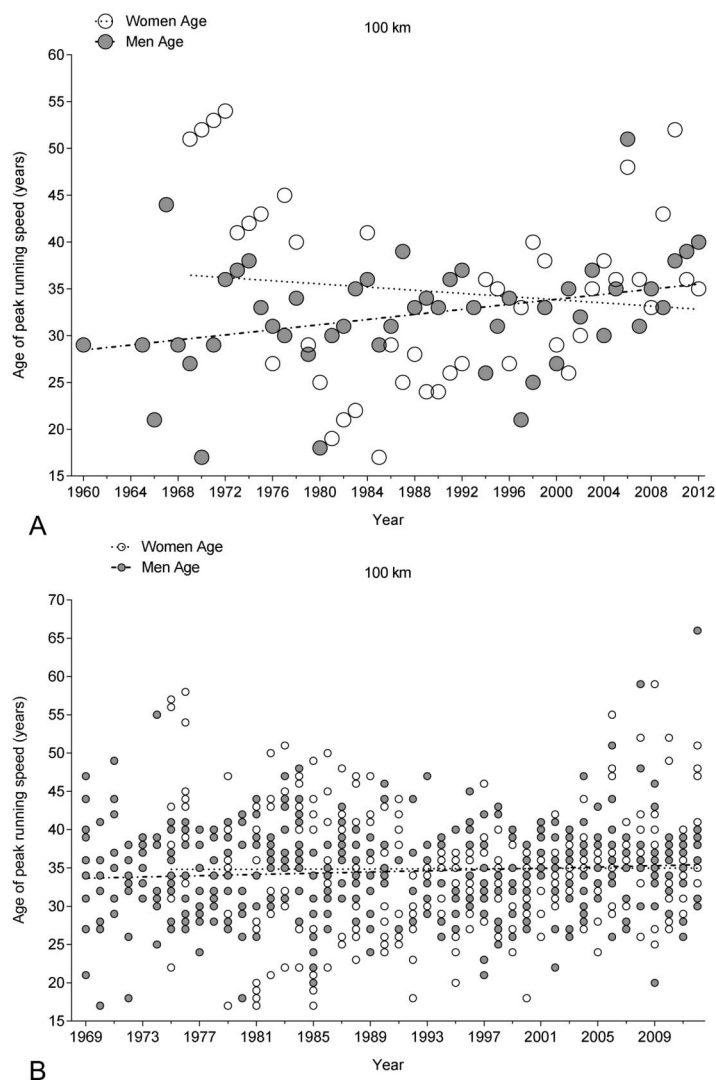 Women Age
Men Age
100 km
60
55
50
45
40
35
30
25
20
15
Age of peak running speed (years)
1960 1964 1968 1972 1976 1980 1984 1988 1992 1996 2000 2004 2008 2012
Year
A
Women Age
Men Age
100 km
70
65
60
55
50
45
40
35
30
25
20
15
Age of peak running speed (years)
1969 1973 1977 1981 1985 1989 1993 1997 2001 2005 2009
Year
B